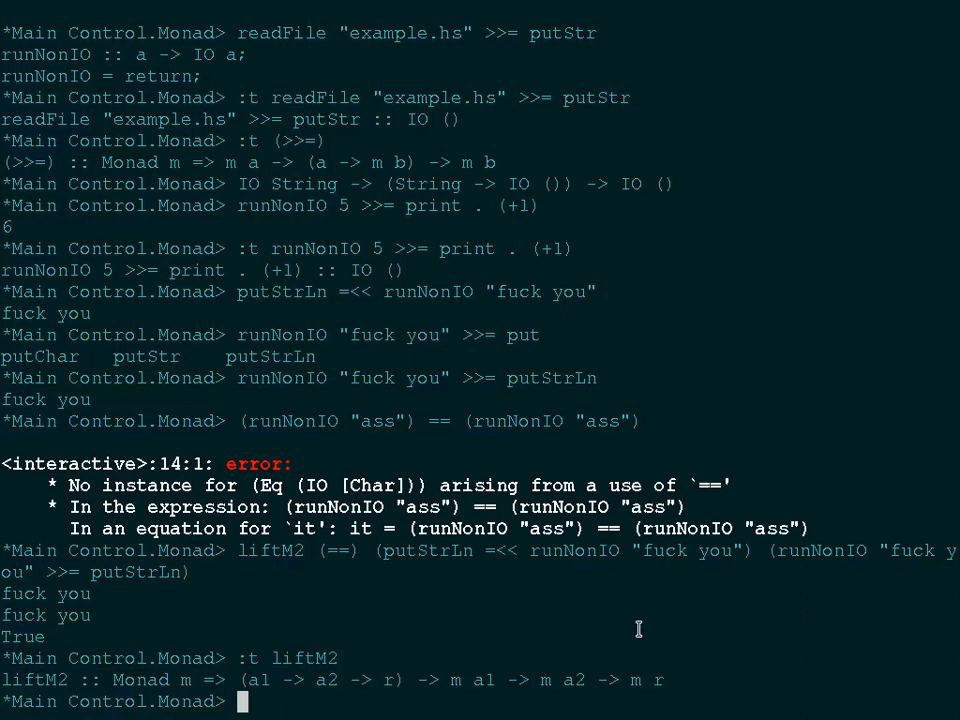 *Main Control.Monad> readFile "example.hs" >>= putStr
runNonIO :: a -> IO a;
runNonIO = return;
*Main Control.Monad> :t readFile "example.hs" >>= putStr
readFile "example.hs" >>= putStr :: IO ()
*Main Control.Monad> :t (>>=)
(>>=) :: Monad m => m a -> (a -> m b) -> m b
*Main Control.Monad> IO String -> (String -> IO ()) -> IO ()
*Main Control.Monad> runNonIO 5 >>= print . (+1)
6
*Main Control.Monad> :t runNonIO 5 >>= print . (+1)
runNonIO 5 >>= print . (+1) :: IO ()
*Main Control.Monad> putStrLn =<< runNonIO "fuck you"
fuck you
*Main Control.Monad> runNonIO "fuck you" >>= put
putChar   putStr    putStrLn
*Main Control.Monad> runNonIO "fuck you" >>= putStrLn
fuck you
*Main Control.Monad> (runNonIO "ass") == (runNonIO "ass")
<interactive>:14:1: error:
    * No instance for (Eq (IO [Char])) arising from a use of `=='
    * In the expression: (runNonIO "ass") == (runNonIO "ass")
      In an equation for `it': it = (runNonIO "ass") == (runNonIO "ass")
*Main Control.Monad> liftM2 (==) (putStrLn =<< runNonIO "fuck you") (runNonIO "fuck y
ou" >>= putStrLn)
fuck you
fuck you
True
*Main Control.Monad> :t liftM2
liftM2 :: Monad m => (a1 -> a2 -> r) -> m a1 -> m a2 -> m r
*Main Control.Monad>